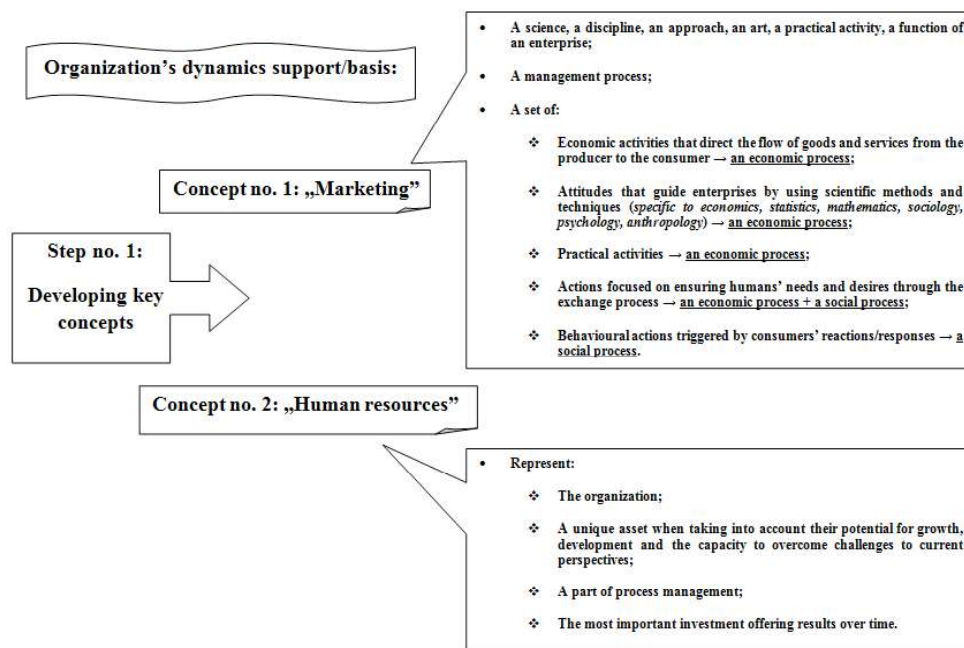 Organization's dynamics support/basis:
• A science, a discipline, an approach, an art, a practical activity, a function of
an enterprise;
• A management process;
• A set of:
❖ Economic activities that direct the flow of goods and services from the
producer to the consumer → an economic process;
❖ Attitudes that guide enterprises by using scientific methods and
techniques (specific to economics, statistics, mathematics, sociology,
psychology, anthropology) → an economic process;
❖ Practical activities → an economic process;
❖ Actions focused on ensuring humans' needs and desires through the
exchange process → an economic process + a social process;
❖ Behavioural actions triggered by consumers' reactions/responses → a
social process.
Concept no. 1: „Marketing”
Step no. 1:
Developing key
concepts
Concept no. 2: „Human resources”
• Represent:
❖ The organization;
❖ A unique asset when taking into account their potential for growth,
development and the capacity to overcome challenges to current
perspectives;
❖ A part of process management;
❖ The most important investment offering results over time.